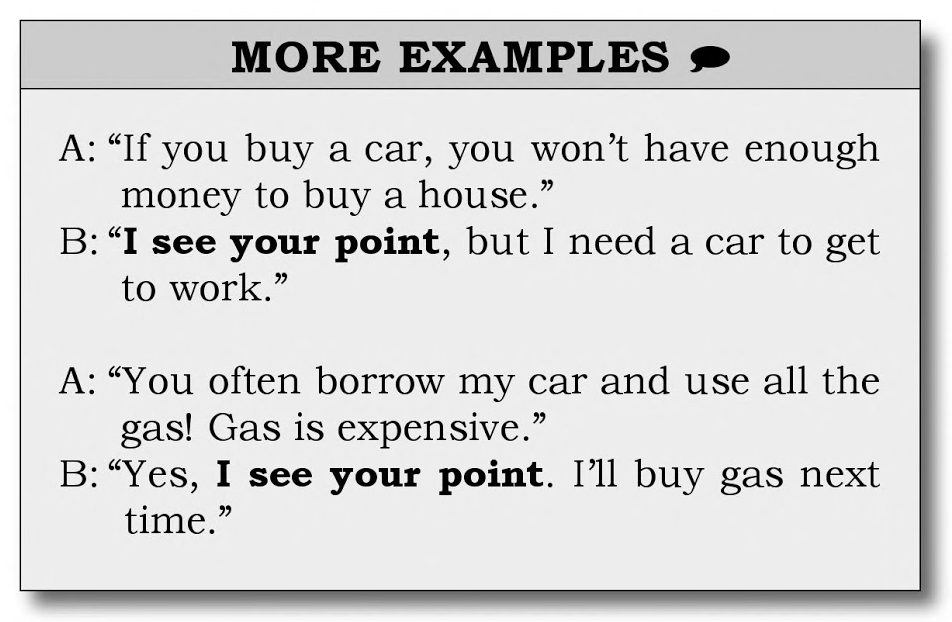 MORE EXAMPLES
A: “If you buy a car, you won’t have enough
money to buy a house.”
B: “I see your point, but I need a car to get
to work.”
A: “You often borrow my car and use all the
gas! Gas is expensive.”
B: “Yes, I see your point. I’ll buy gas next
time.”